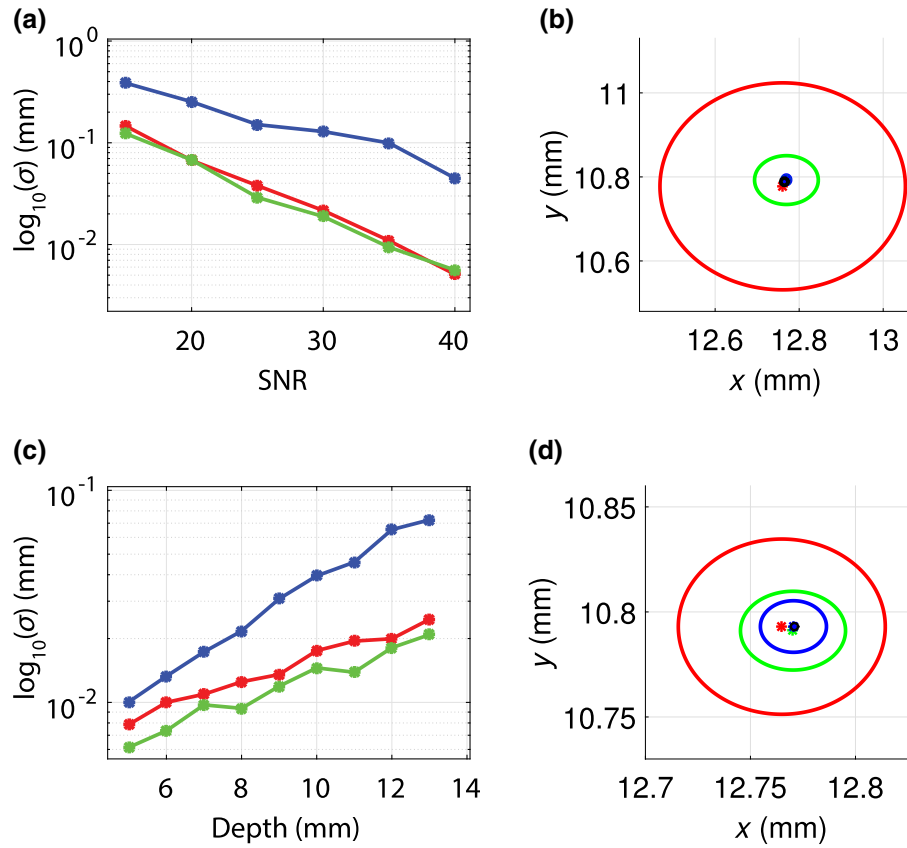 (a)
10⁰
10⁻¹
10⁻²
log₁₀(σ) (mm)
20
30
40
SNR
(b)
11
10.8
10.6
y (mm)
12.6
12.8
13
x (mm)
(c)
10⁻¹
10⁻²
log₁₀(σ) (mm)
6
8
10
12
14
Depth (mm)
(d)
10.85
10.8
10.75
y (mm)
12.7
12.75
12.8
x (mm)